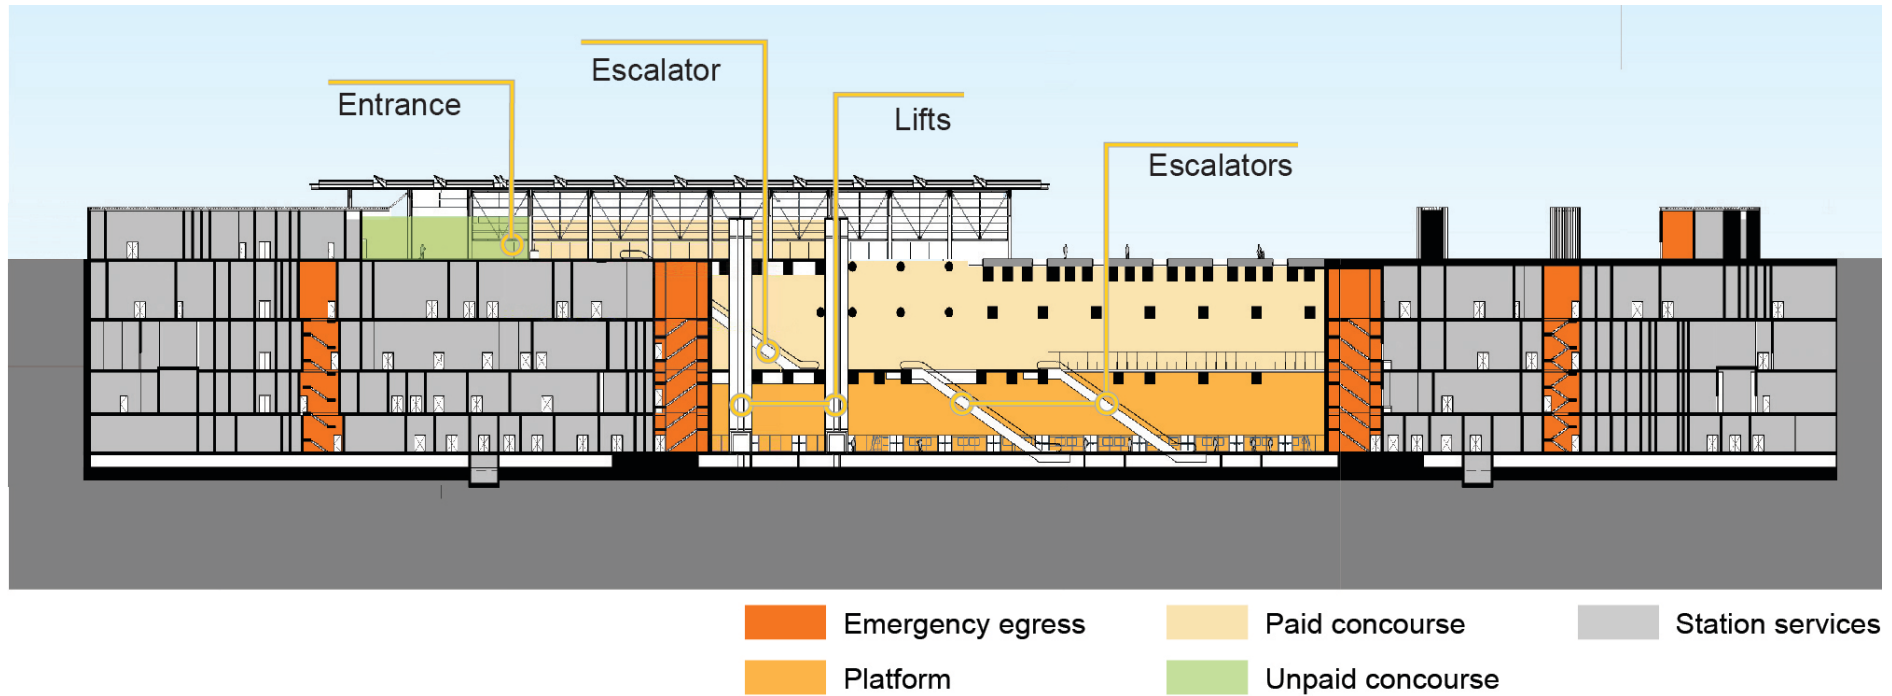 Escalator
Entrance
Lifts
Escalators
Emergency egress
Paid concourse
Station services
Platform
Unpaid concourse